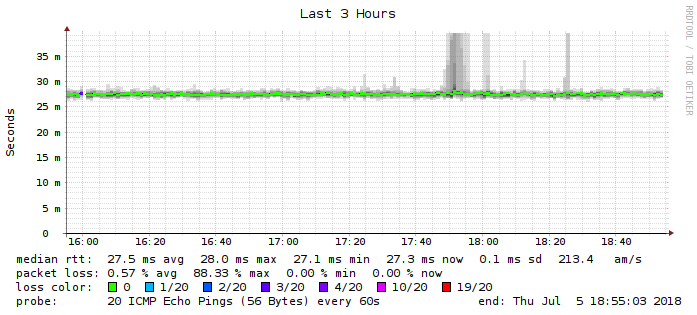 Last 3 Hours
RRDTOOL / TOBI OETIKER
Seconds
35 m
30 m
25 m
20 m
15 m
10 m
5 m
0
16:00 16:20 16:40 17:00 17:20 17:40 18:00 18:20 18:40
median rtt: 27.5 ms avg 28.0 ms max 27.1 ms min 27.3 ms now 0.1 ms sd 213.4 am/s
packet loss: 0.57 % avg 88.33 % max 0.00 % min 0.00 % now
loss color: 0 1/20 2/20 3/20 4/20 10/20 19/20
probe: 20 ICMP Echo Pings (56 Bytes) every 60s end: Thu Jul 5 18:55:03 2018